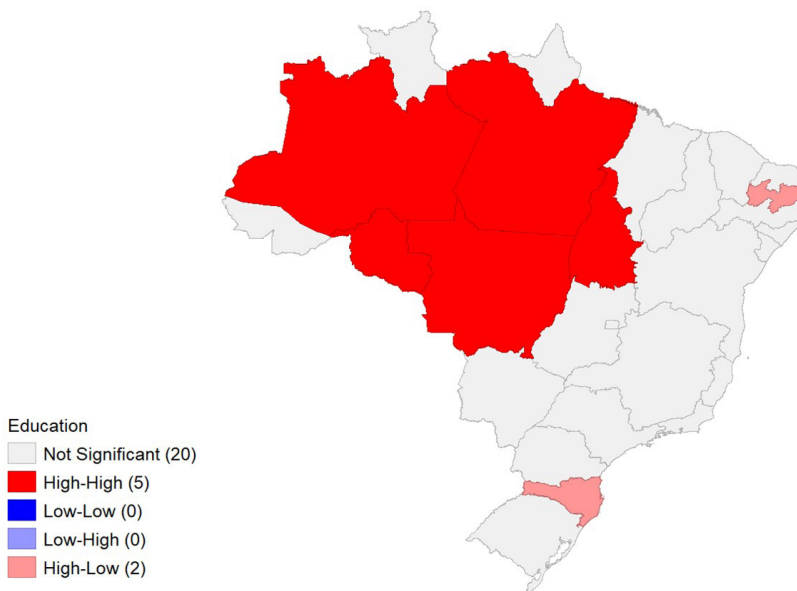 Education
Not Significant (20)
High-High (5)
Low-Low (0)
Low-High (0)
High-Low (2)